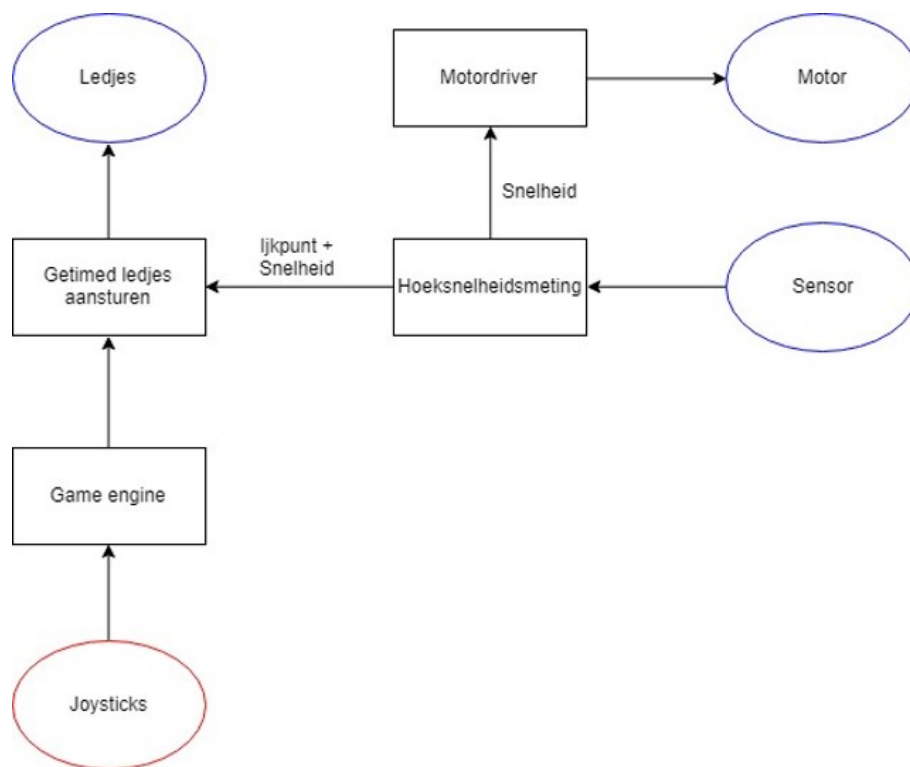 Ledjes
Motordriver
Motor
Snelheid
Ijkpunt +
Snelheid
Getimed ledjes
aansturen
Hoeksnelheidsmeting
Sensor
Game engine
Joysticks